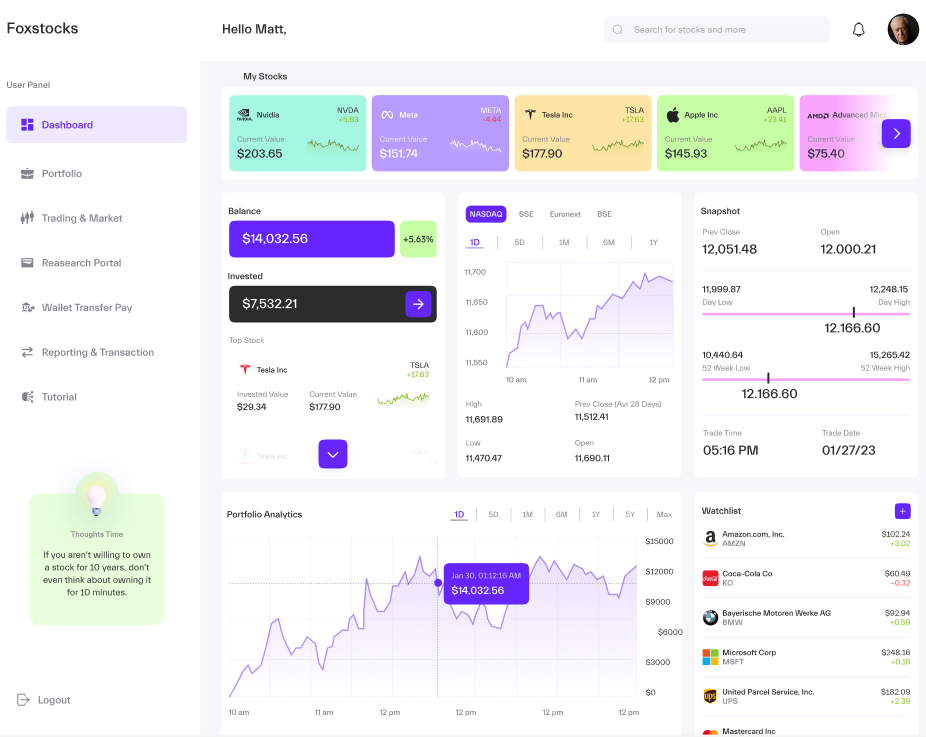 Foxstocks
Hello Matt,
Search for stocks and more
User Panel
Dashboard
Portfolio
Trading & Market
Reasearch Portal
Wallet Transfer Pay
Reporting & Transaction
Tutorial
Thoughts Time
If you aren't willing to own
a stock for 10 years, don't
even think about owning it
for 10 minutes.
Logout
My Stocks
NVIDIA
Nvidia
NVDA
+5.63
Current Value
$203.65
Meta
META
-4.44
Current Value
$151.74
Tesla Inc
TSLA
+17.63
Current Value
$177.90
Apple Inc
AAPL
+23.41
Current Value
$145.93
AMD
Advanced Mic
Current Value
$75.40
Balance
$14,032.56
+5.63%
Invested
$7,532.21
Top Stock
Tesla Inc
TSLA
+17.63
Invested Value
Current Value
$29.34
$177.90
Tesla Inc
TSLA
NASDAQ
SSE
Euronext
BSE
1D
5D
1M
6M
1Y
11,700
11,650
11,600
11,550
10 am
11 am
12 pm
High
Prev Close (Avr 28 Days)
11,691.89
11,512.41
Low
Open
11,470.47
11,690.11
Snapshot
Prev Close
Open
12,051.48
12.000.21
11,999.87
12,248.15
Day Low
Day High
12.166.60
10,440.64
15,265.42
52 Week Low
52 Week High
12.166.60
Trade Time
Trade Date
05:16 PM
01/27/23
Portfolio Analytics
1D
5D
1M
6M
1Y
5Y
Max
$15000
$12000
$9000
$6000
$3000
$0
Jan 30, 01:12:16 AM
$14,032.56
10 am
11 am
12 pm
12 pm
12 pm
12 pm
Watchlist
+
Amazon.com, Inc.
$102.24
AMZN
+3.02
Coca-Cola Co
$60.49
KO
-0.32
Bayerische Motoren Werke AG
$92.94
BMW
+0.59
Microsoft Corp
$248.16
MSFT
+0.16
ups
United Parcel Service, Inc.
$182.09
UPS
+2.39
Mastercard Inc